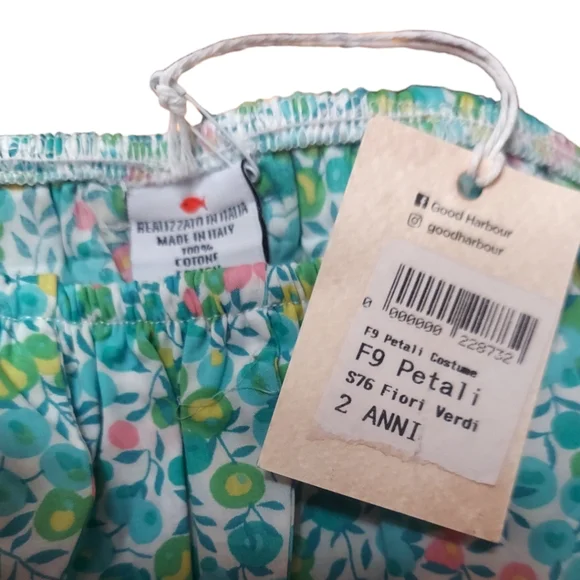 REALIZZATO IN ITALIA
MADE IN ITALY
100%
COTONE
Good Harbour
goodharbour
0 000000 228732
F9 Petali Costume
F9 Petali
S76 Fiori Verdi
2 ANNI